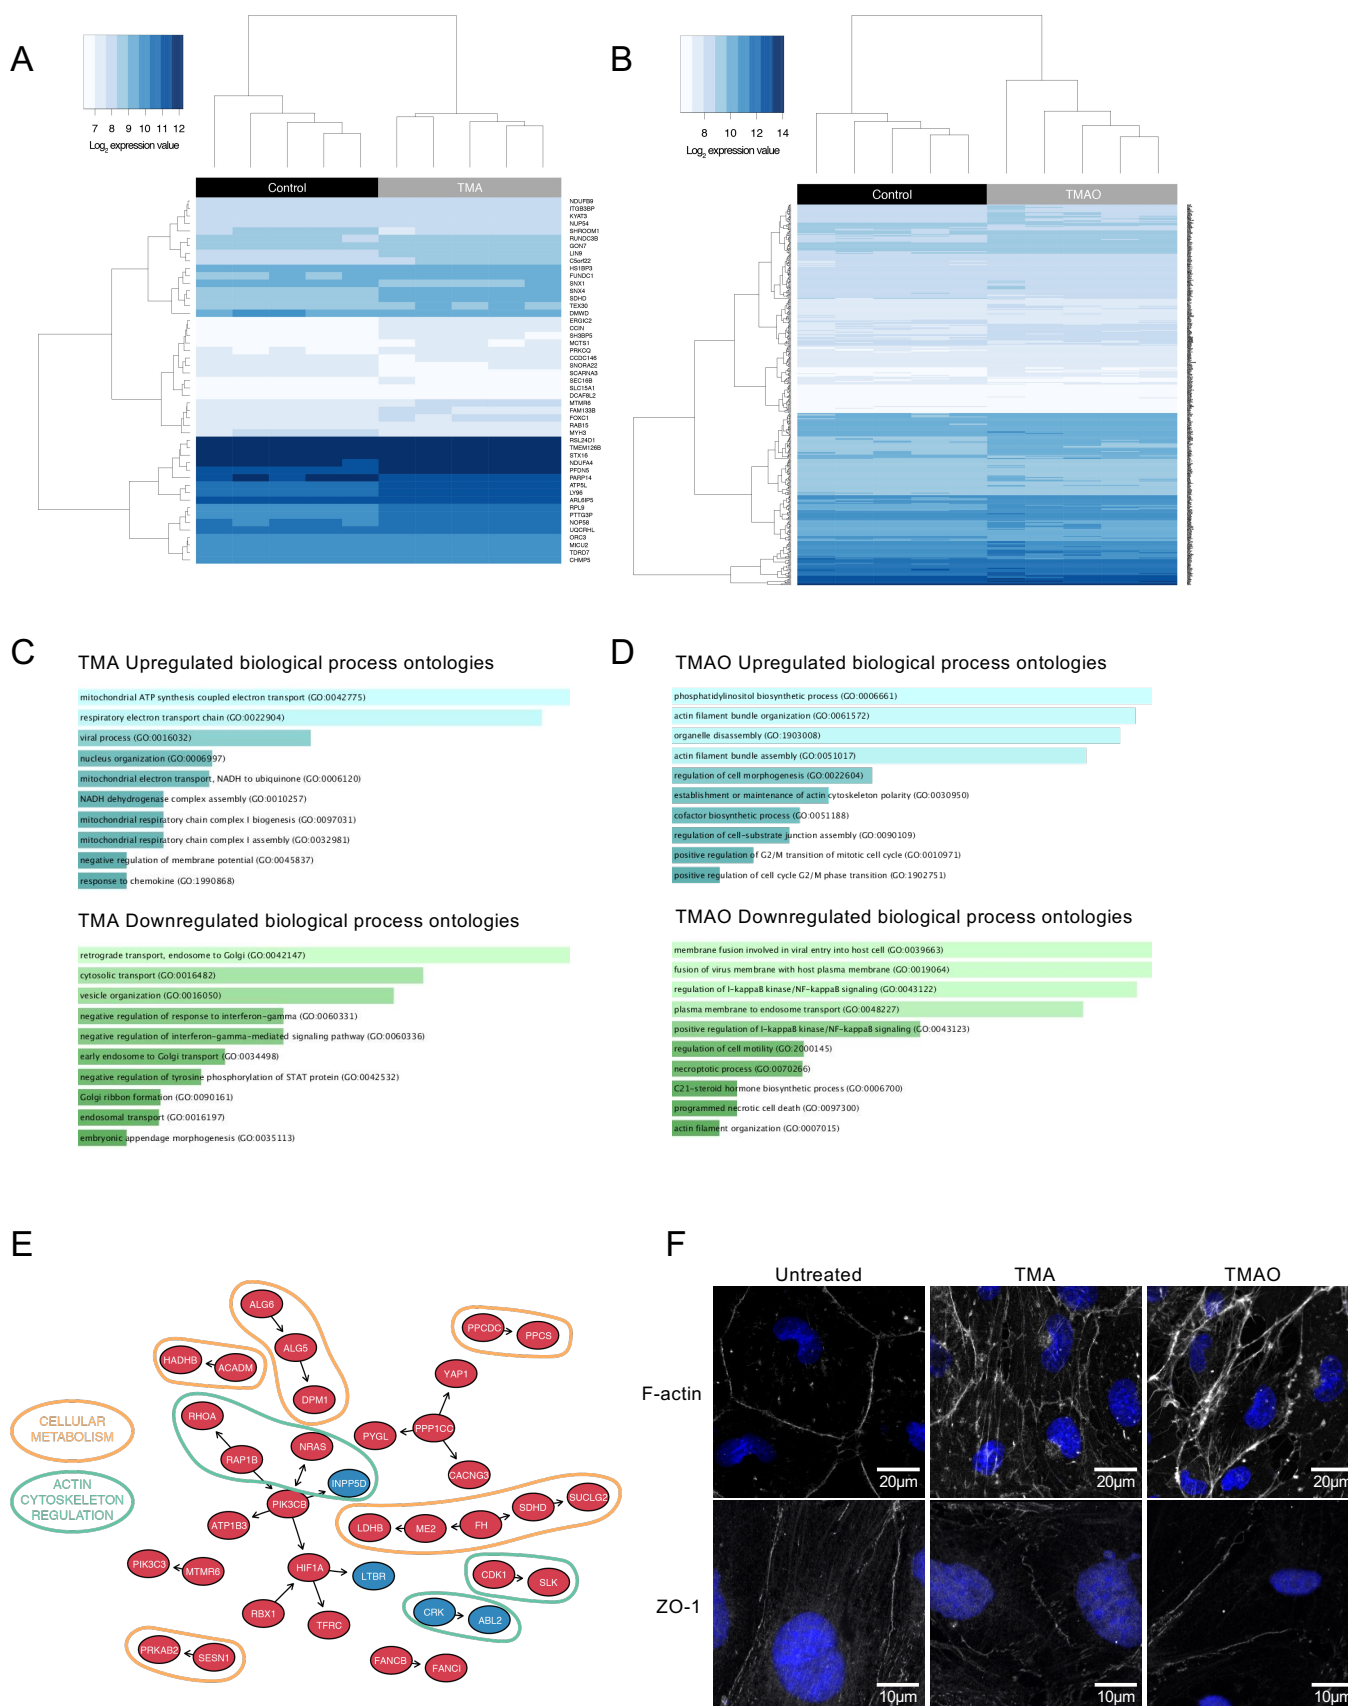 A
B
7 8 9 10 11 12
Log2 expression value
8 10 12 14
Log2 expression value
Control TMA
Control TMAO
NDUFB9
ITGB3BP
KYAT3
NUP54
SHROOM1
RUNDC3B
GON7
LIN9
C5orf22
HS1BP3
FUNDC1
SNX1
SNX4
SDHD
TEX30
DMWD
ERGIC2
CCIN
SH3BP5
MCTS1
PRKCQ
CCDC146
SNORA22
SCARNA3
SEC16B
SLC15A1
DCAF8L2
MTMR6
FAM133B
FOXC1
RAB15
MYH3
RSL24D1
TMEM126B
STX16
NDUFA4
PFDN5
PARP14
ATP5L
LY96
ARL6IP5
RPL9
PTTG3P
NOP58
UQCRHL
ORC3
MICU2
TDRD7
CHMP5
C
TMA Upregulated biological process ontologies
mitochondrial ATP synthesis coupled electron transport (GO:0042775)
respiratory electron transport chain (GO:0022904)
viral process (GO:0016032)
nucleus organization (GO:0006997)
mitochondrial electron transport, NADH to ubiquinone (GO:0006120)
NADH dehydrogenase complex assembly (GO:0010257)
mitochondrial respiratory chain complex I biogenesis (GO:0097031)
mitochondrial respiratory chain complex I assembly (GO:0032981)
negative regulation of membrane potential (GO:0045837)
response to chemokine (GO:1990868)
TMA Downregulated biological process ontologies
retrograde transport, endosome to Golgi (GO:0042147)
cytosolic transport (GO:0016482)
vesicle organization (GO:0016050)
negative regulation of response to interferon-gamma (GO:0060331)
negative regulation of interferon-gamma-mediated signaling pathway (GO:0060336)
early endosome to Golgi transport (GO:0034498)
negative regulation of tyrosine phosphorylation of STAT protein (GO:0042532)
Golgi ribbon formation (GO:0090161)
endosomal transport (GO:0016197)
embryonic appendage morphogenesis (GO:0035113)
D
TMAO Upregulated biological process ontologies
phosphatidylinositol biosynthetic process (GO:0006661)
actin filament bundle organization (GO:0061572)
organelle disassembly (GO:1903008)
actin filament bundle assembly (GO:0051017)
regulation of cell morphogenesis (GO:0022604)
establishment or maintenance of actin cytoskeleton polarity (GO:0030950)
cofactor biosynthetic process (GO:0051188)
regulation of cell-substrate junction assembly (GO:0090109)
positive regulation of G2/M transition of mitotic cell cycle (GO:0010971)
positive regulation of cell cycle G2/M phase transition (GO:1902751)
TMAO Downregulated biological process ontologies
membrane fusion involved in viral entry into host cell (GO:0039663)
fusion of virus membrane with host plasma membrane (GO:0019064)
regulation of I-kappaB kinase/NF-kappaB signaling (GO:0043122)
plasma membrane to endosome transport (GO:0048227)
positive regulation of I-kappaB kinase/NF-kappaB signaling (GO:0043123)
regulation of cell motility (GO:2000145)
necroptotic process (GO:0070266)
C21-steroid hormone biosynthetic process (GO:0006700)
programmed necrotic cell death (GO:0097300)
actin filament organization (GO:0007015)
E
CELLULAR
METABOLISM
ACTIN
CYTOSKELETON
REGULATION
ALG6
ALG5
DPM1
HADHB ACADM
PPCDC PPCS
YAP1
PYGL PPP1CC
CACNG3
RHOA
RAP1B
NRAS
INPP5D
PIK3CB
ATP1B3
LDHB ME2 FH SDHD SUCLG2
PIK3C3 MTMR6
HIF1A LTBR
RBX1
TFRC
CDK1 SLK
CRK ABL2
PRKAB2 SESN1
FANCB FANCI
F
Untreated TMA TMAO
F-actin
20μm 20μm 20μm
ZO-1
10μm 10μm 10μm